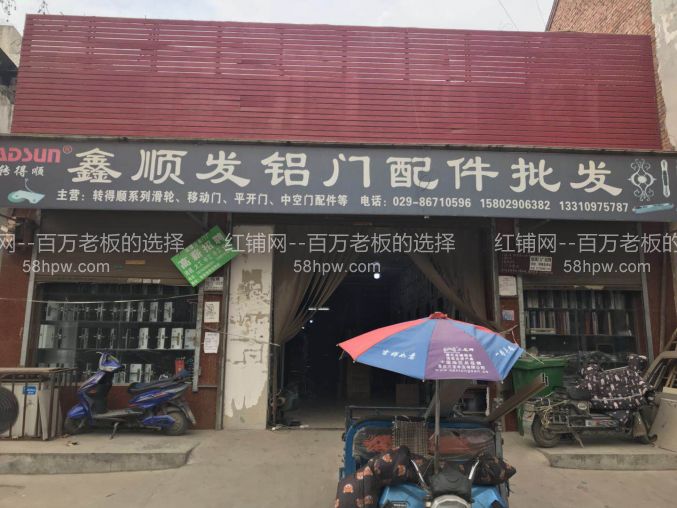 ADSUN®
转得顺
鑫顺发铝门配件批发
主营：转得顺系列滑轮、移动门、平开门、中空门配件等 电话：029-86710596 15802906382 13310975787
红铺网--百万老板的选择 红铺网--百万老板的选择 红铺网--百万老板的选择
58hpw.com 58hpw.com 58hpw.com